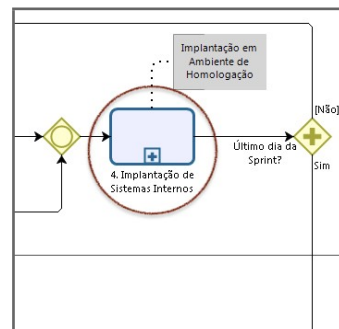 Implantação em
Ambiente de
Homologação
[Não]
Último dia da
Sprint?
Sim
4. Implantação de
Sistemas Internos